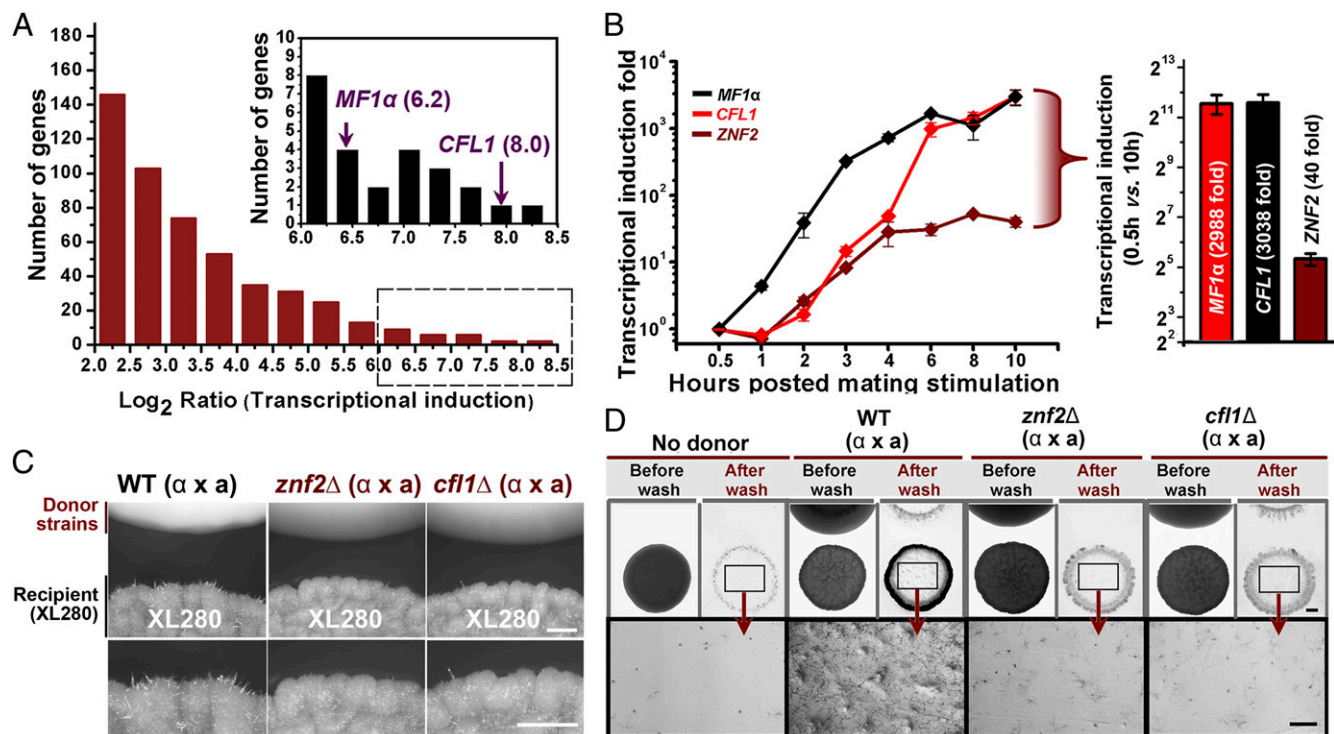 A
Number of genes
180
160
140
120
100
80
60
40
20
0
2.0 2.5 3.0 3.5 4.0 4.5 5.0 5.5 6.0 6.5 7.0 7.5 8.0 8.5
Log2 Ratio (Transcriptional induction)
Number of genes
10
9
8
7
6
5
4
3
2
1
0
6.0 6.5 7.0 7.5 8.0 8.5
MF1α (6.2)
CFL1 (8.0)
B
Transcriptional induction fold
10^4
10^3
10^2
10^1
10^0
0.5 1 2 3 4 6 8 10
Hours posted mating stimulation
MF1α
CFL1
ZNF2
Transcriptional induction
(0.5h vs. 10h)
2^13
2^11
2^9
2^7
2^5
2^3
2^2
MF1α (2988 fold)
CFL1 (3038 fold)
ZNF2 (40 fold)
C
WT (α x a) znf2Δ (α x a) cfl1Δ (α x a)
Donor
strains
Recipient
(XL280)
XL280 XL280 XL280
D
No donor
WT
(α x a)
znf2Δ
(α x a)
cfl1Δ
(α x a)
Before
wash
After
wash
Before
wash
After
wash
Before
wash
After
wash
Before
wash
After
wash